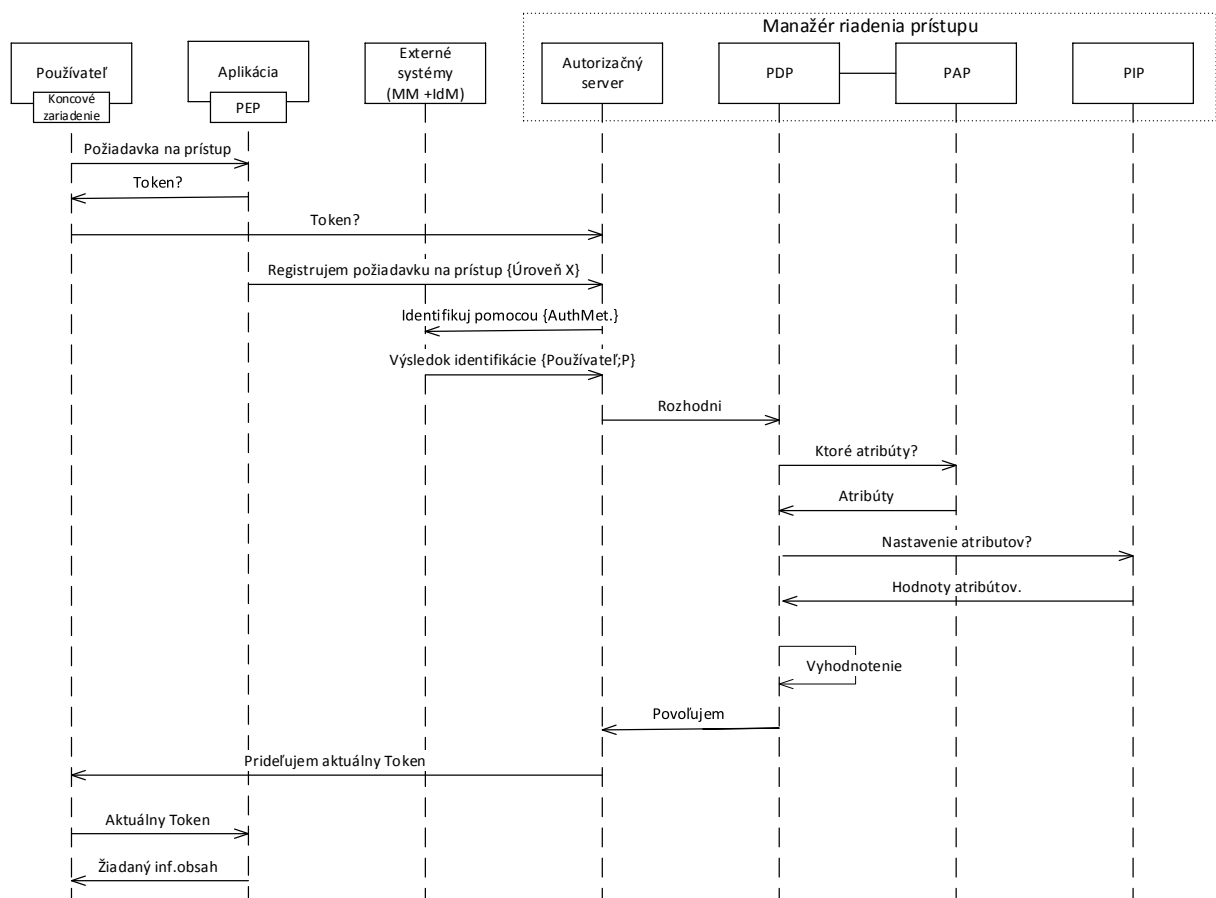 Manažér riadenia prístupu
Používateľ
Koncové
zariadenie
Aplikácia
PEP
Externé
systémy
(MM +IdM)
Autorizačný
server
PDP
PAP
PIP
Požiadavka na prístup
Token?
Token?
Registrujem požiadavku na prístup {Úroveň X}
Identifikuj pomocou {AuthMet.}
Výsledok identifikácie {Používateľ;P}
Rozhodni
Ktoré atribúty?
Atribúty
Nastavenie atributov?
Hodnoty atribútov.
Vyhodnotenie
Povoľujem
Prideľujem aktuálny Token
Aktuálny Token
Žiadaný inf.obsah